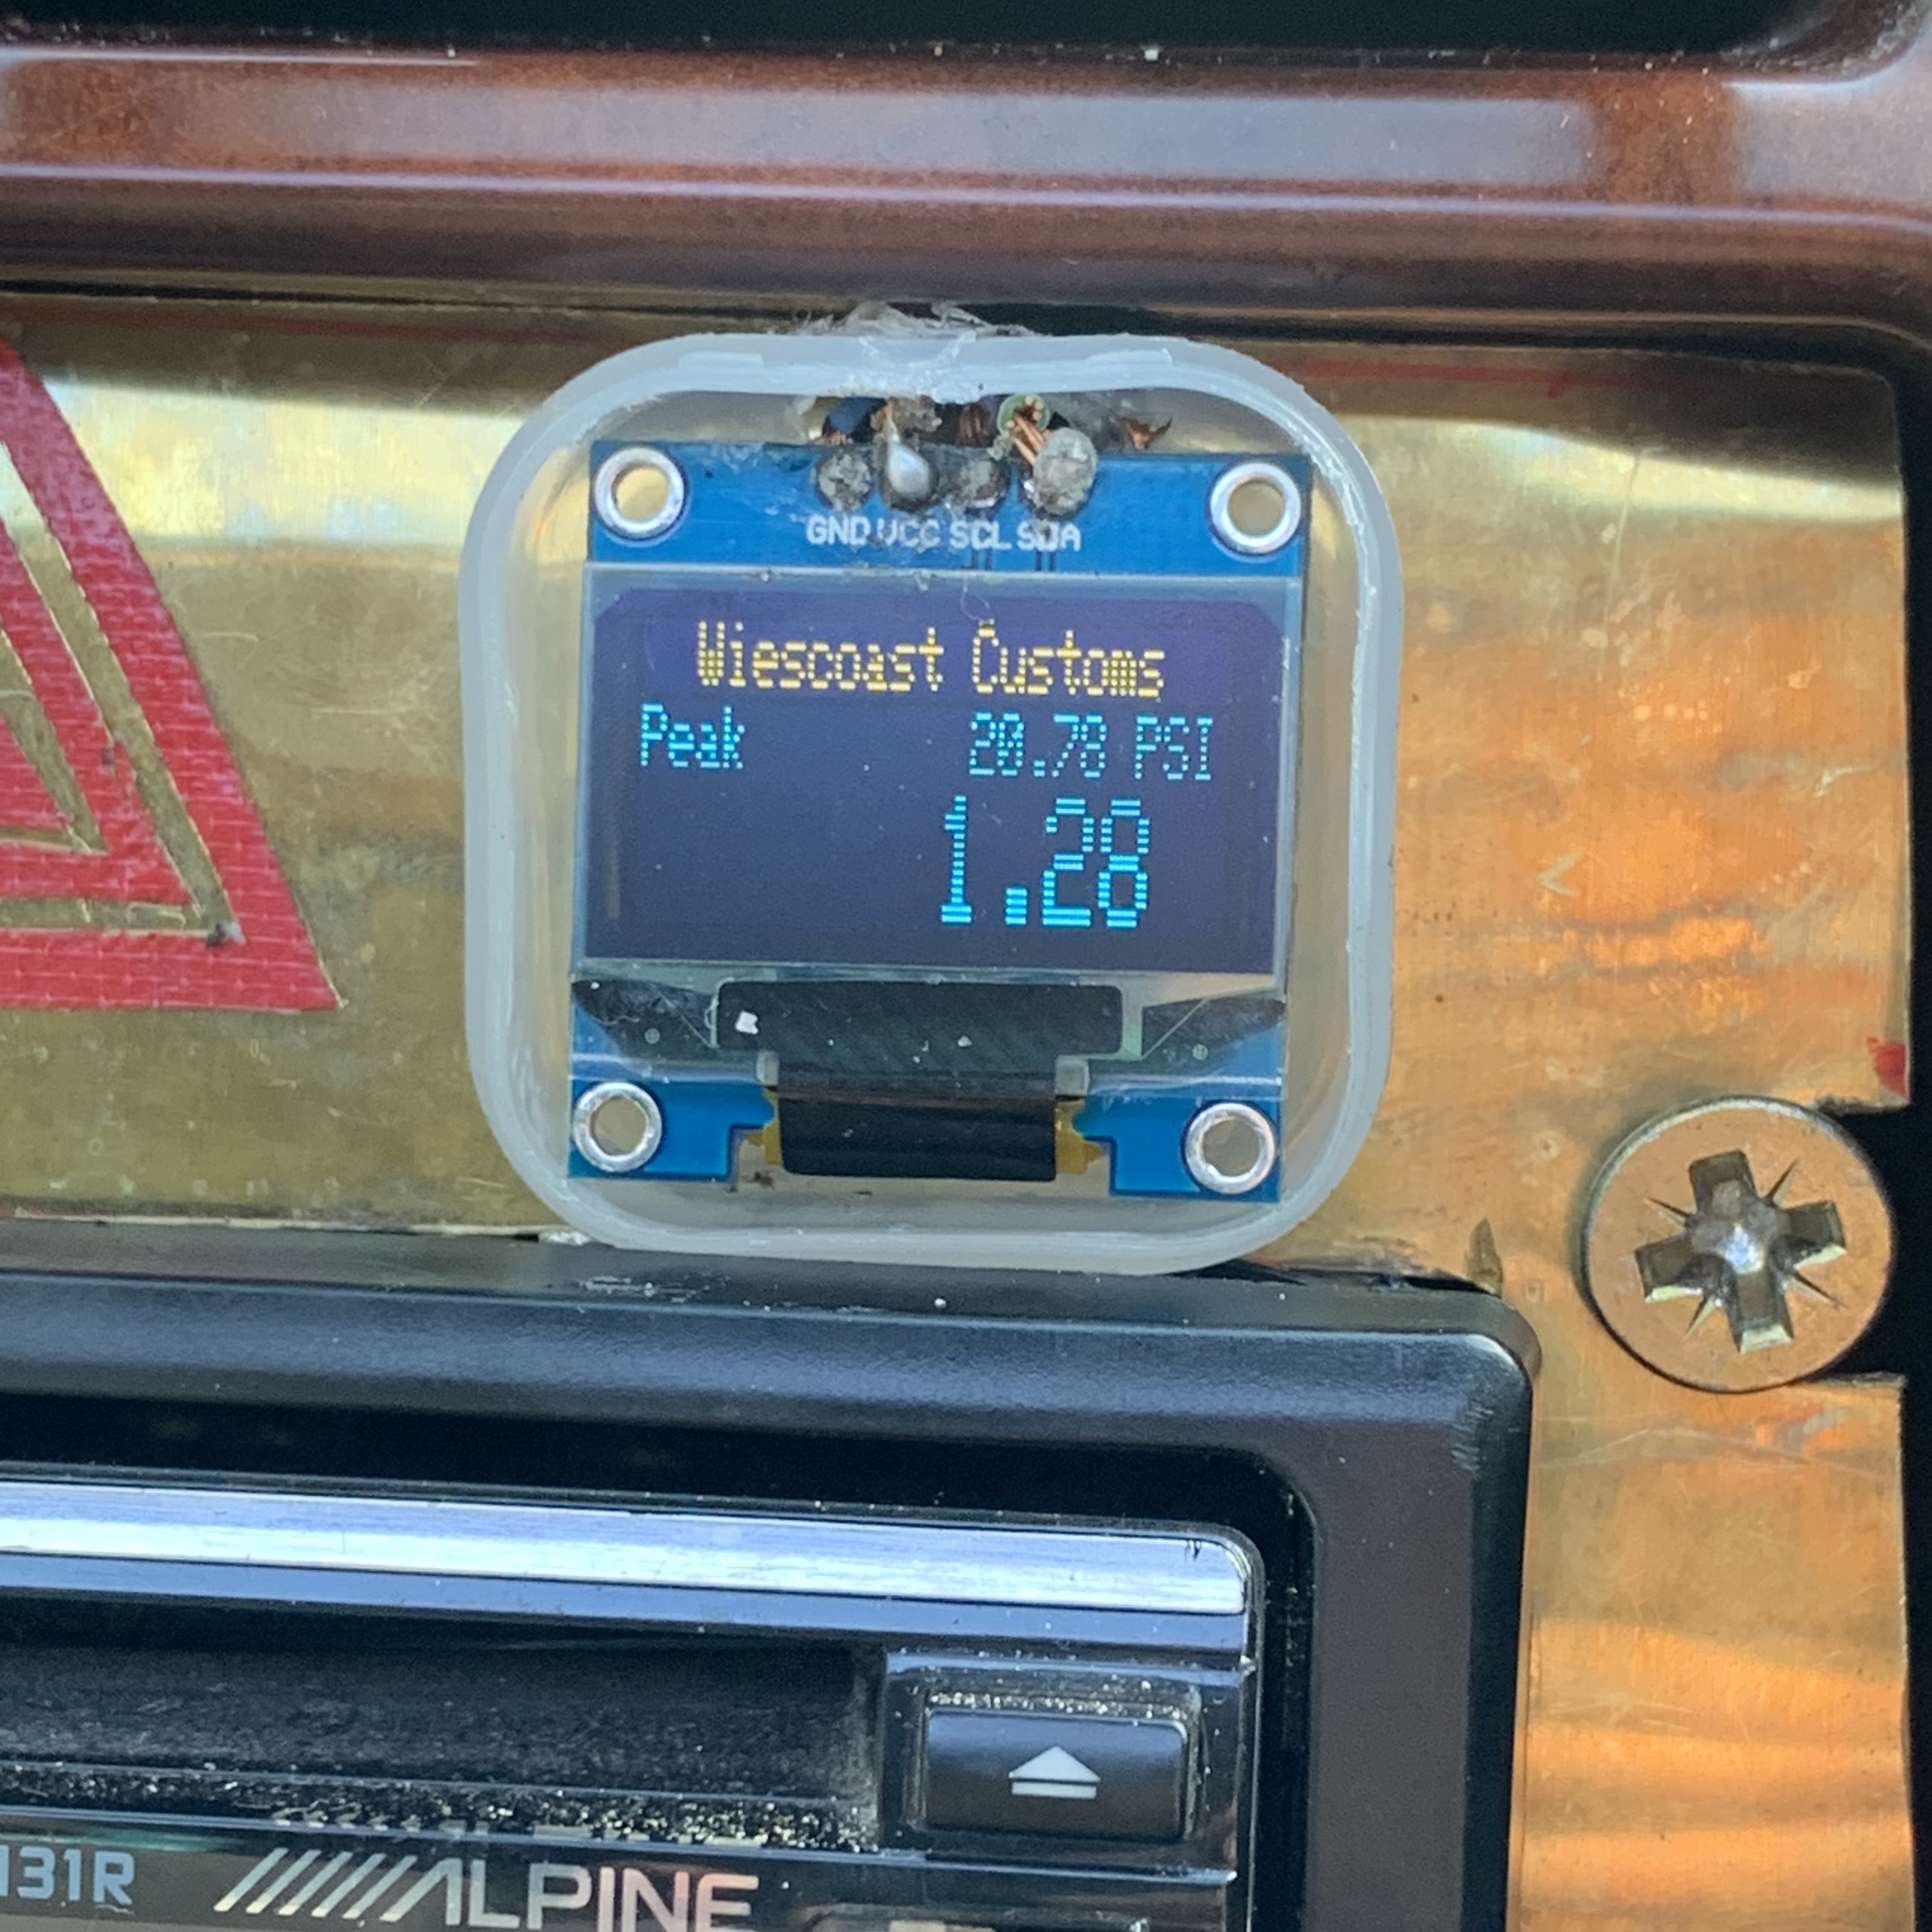 GND VCC SCL SDA
Wiescoast Customs
Peak 20.78 PSI
1.28
131R
ALPINE